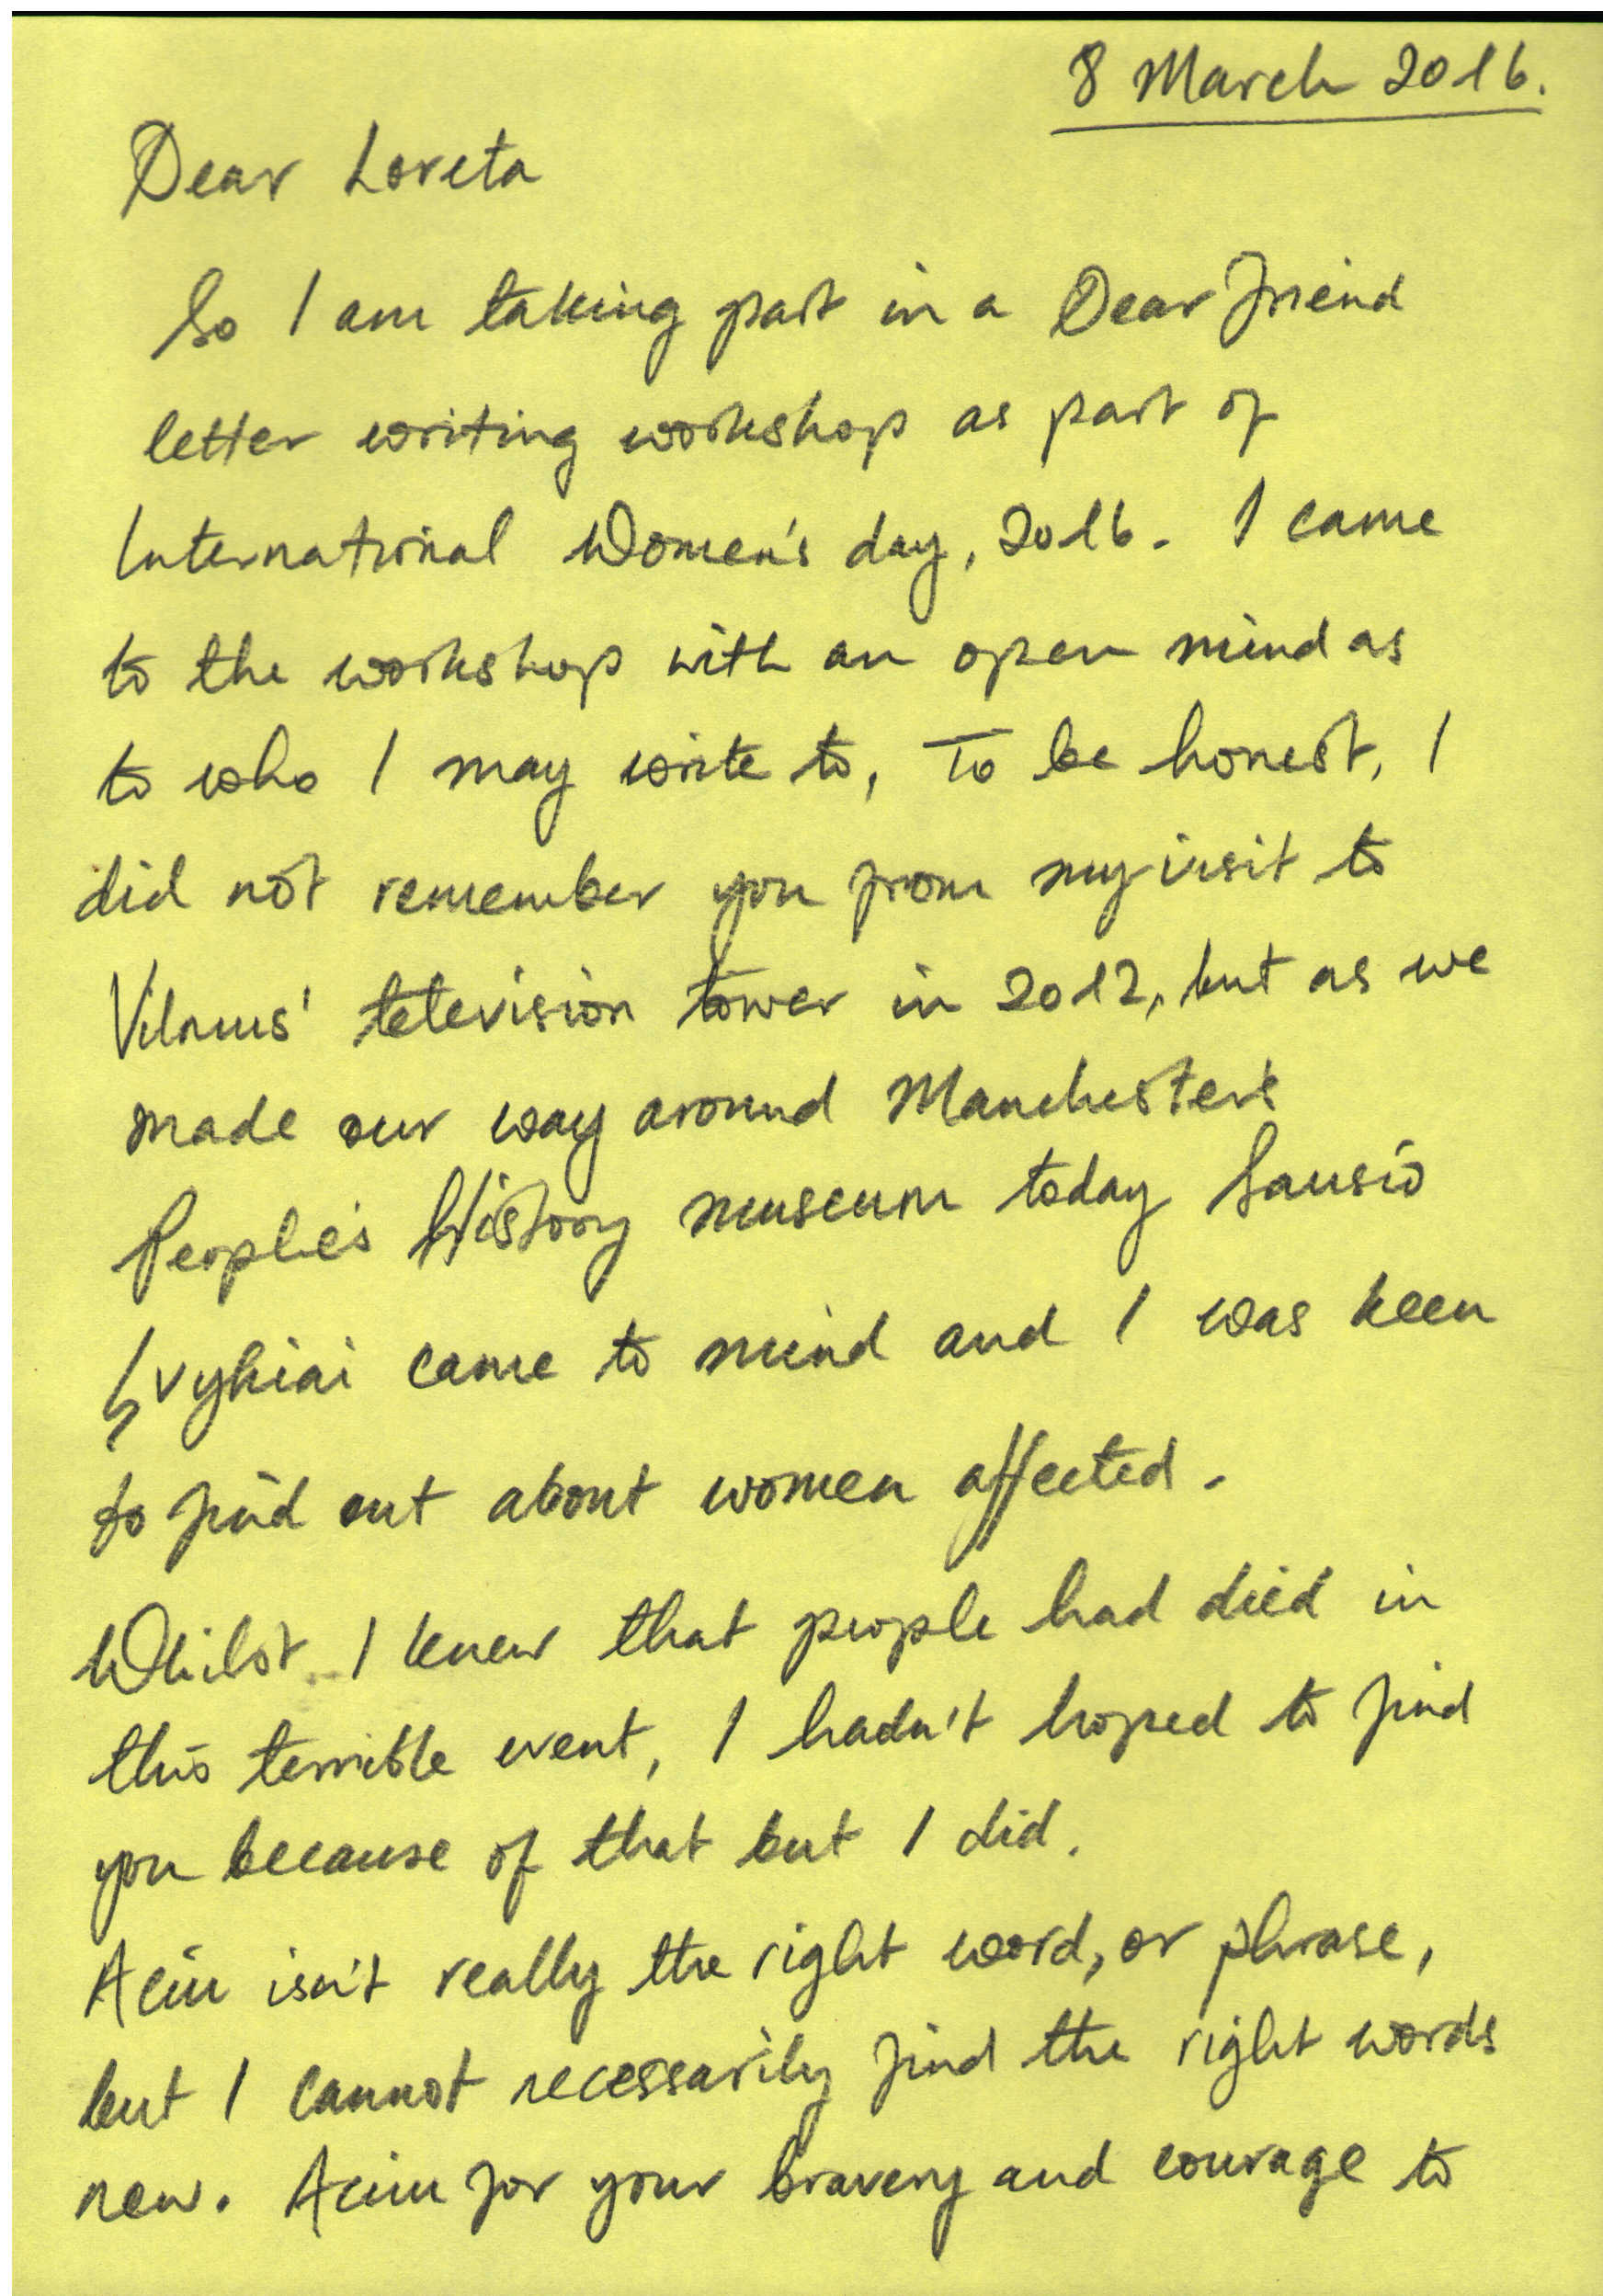 8 March 2016.
Dear Loreta
So I am taking part in a Dear Friend
letter writing workshop as part of
International Women's day, 2016. I came
to the workshop with an open mind as
to who I may write to, To be honest, I
did not remember you from my visit to
Vilnius' television tower in 2012, but as we
made our way around Manchester's
People's History museum today Sausio
Įvykiai came to mind and I was keen
to find out about women affected.
Whilst I knew that people had died in
this terrible event, I hadn't hoped to find
you because of that but I did.
Aciu isn't really the right word, or phrase,
but I cannot necessarily find the right words
new. Aciu for your bravery and courage to